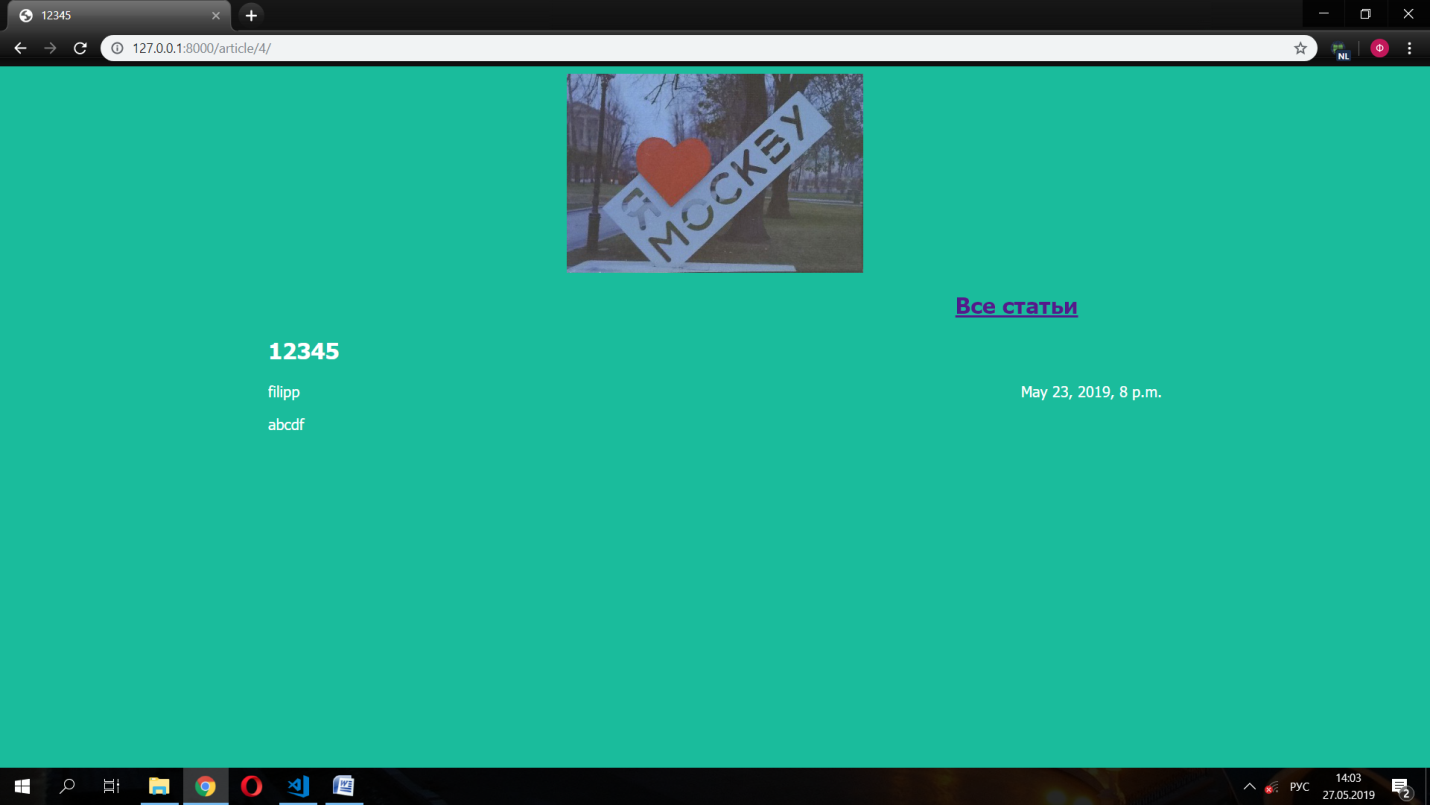 12345
127.0.0.1:8000/article/4/
NL
Ф
Я
МОСКВУ
Все статьи
12345
filipp
May 23, 2019, 8 p.m.
abcdf
РУС
14:03
27.05.2019
2